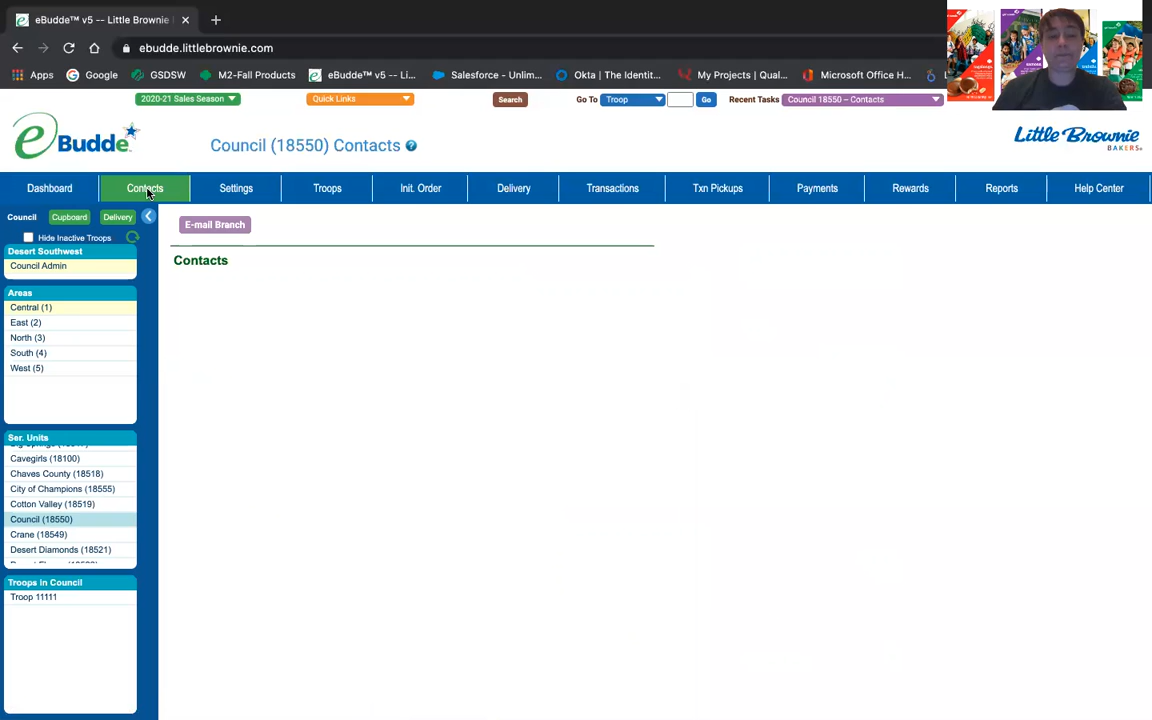 eBudde™ v5 -- Little Brownie
ebudde.littlebrownie.com
Apps
Google
GSDSW
M2-Fall Products
eBudde™ v5 -- Li...
Salesforce - Unlim...
Okta | The Identit...
My Projects | Qual...
Microsoft Office H...
2020-21 Sales Season
Quick Links
Search
Go To
Troop
Go
Recent Tasks
Council 18550 – Contacts
eBudde
Council (18550) Contacts
Little Brownie
BAKERS
Dashboard
Contacts
Settings
Troops
Init. Order
Delivery
Transactions
Txn Pickups
Payments
Rewards
Reports
Help Center
Council
Cupboard
Delivery
Hide Inactive Troops
Desert Southwest
Council Admin
Areas
Central (1)
East (2)
North (3)
South (4)
West (5)
Ser. Units
Cavegirls (18100)
Chaves County (18518)
City of Champions (18555)
Cotton Valley (18519)
Council (18550)
Crane (18549)
Desert Diamonds (18521)
Troops in Council
Troop 11111
E-mail Branch
Contacts